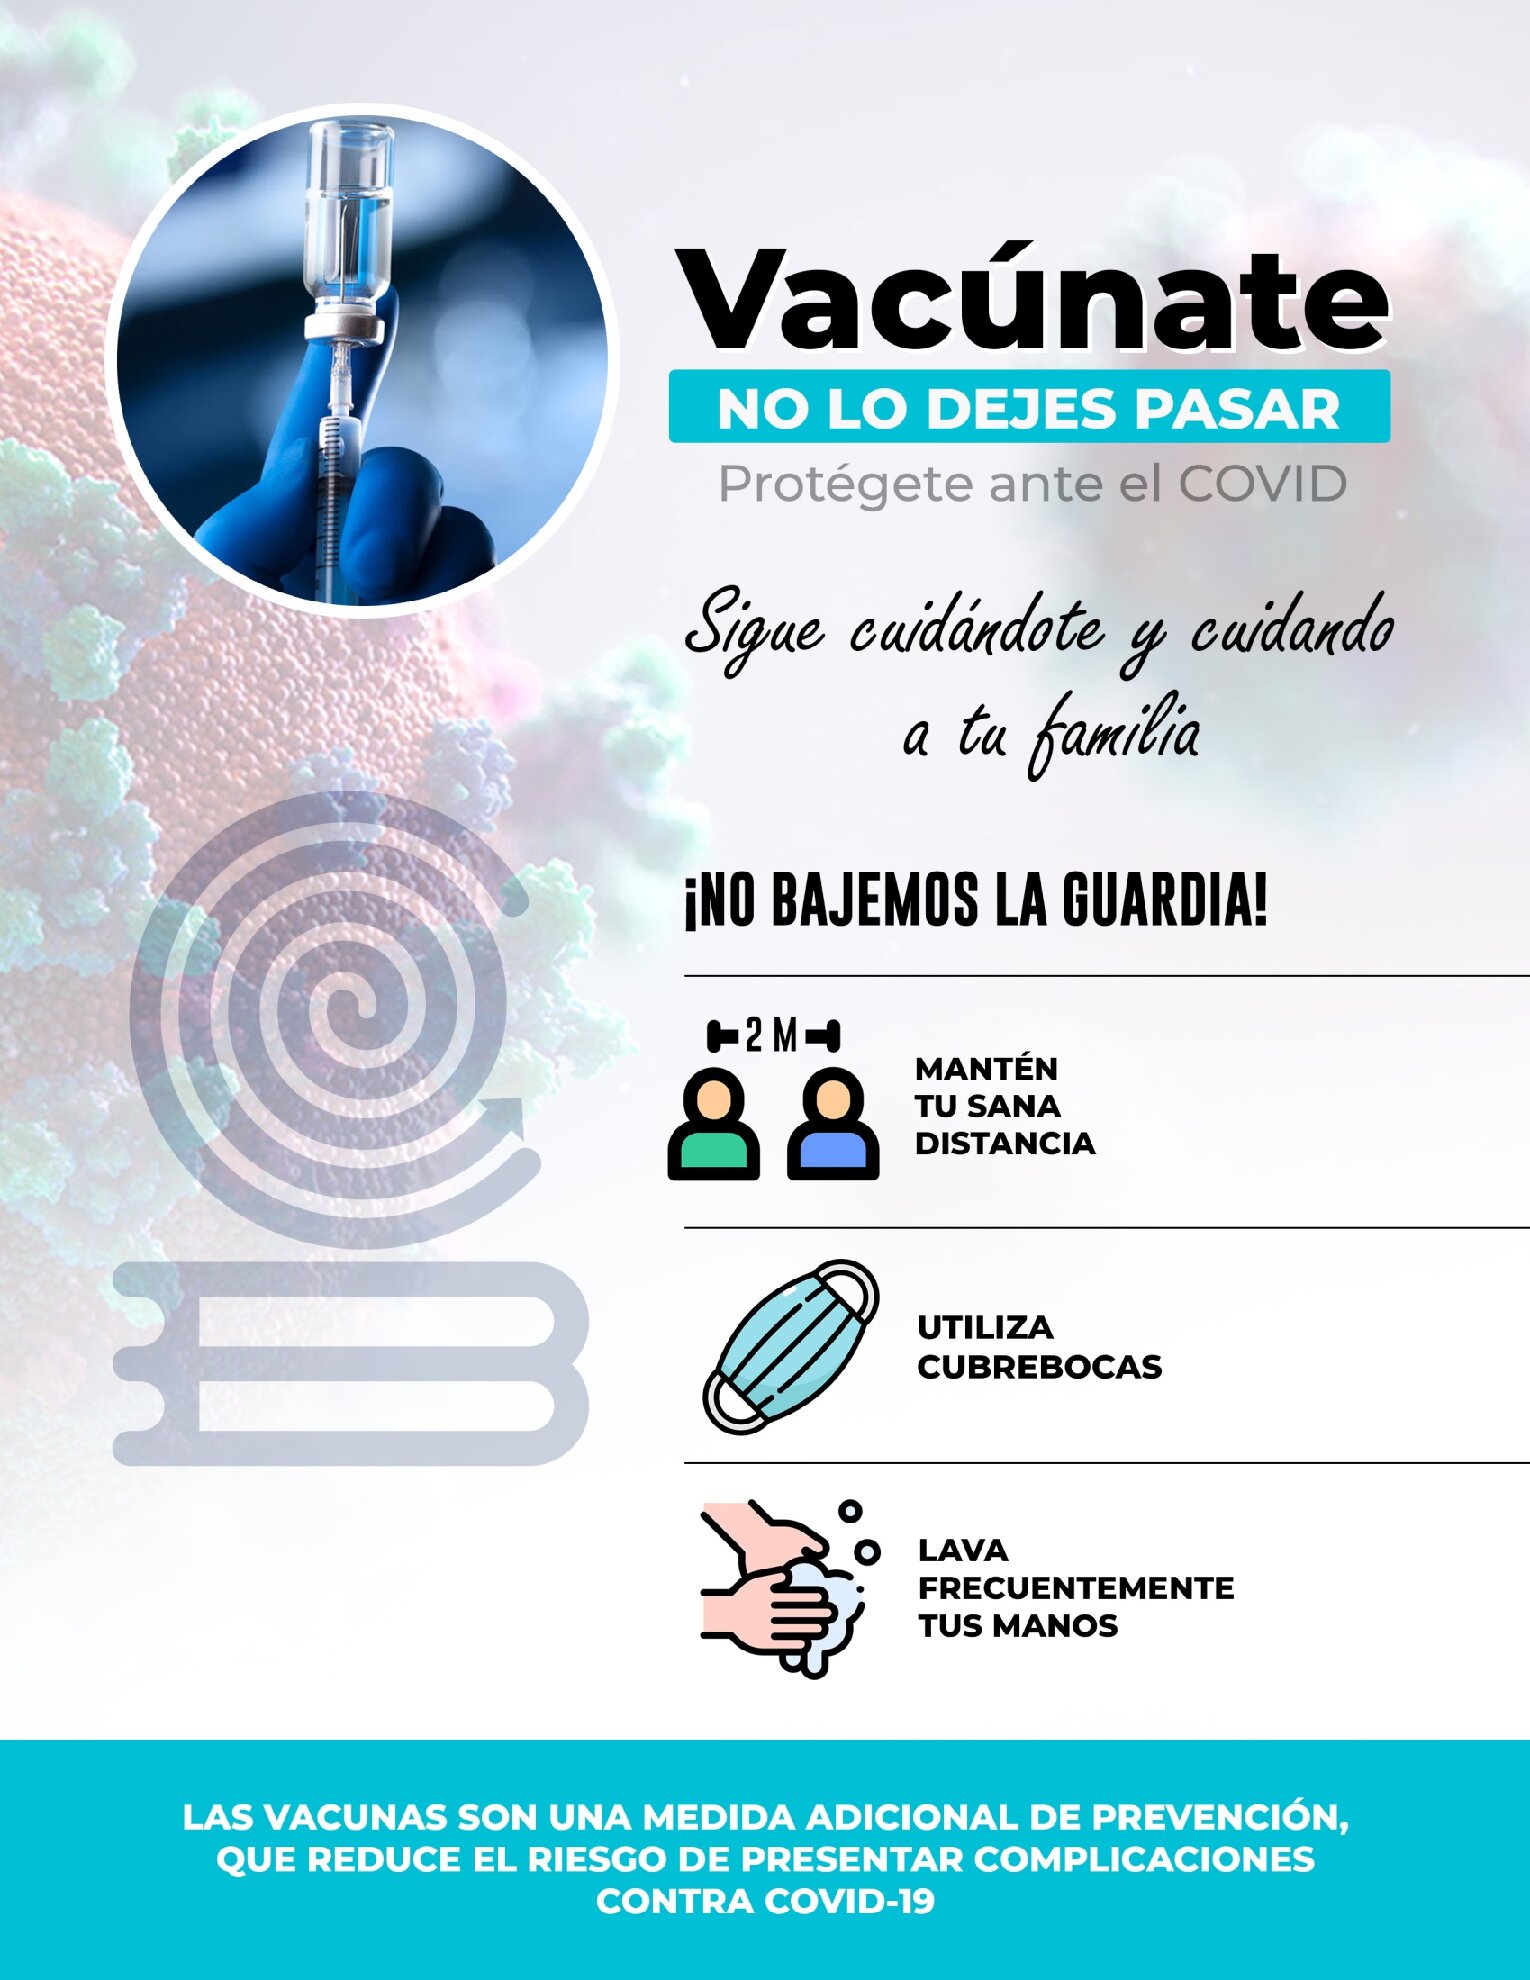 Vacúnate
NO LO DEJES PASAR
Protégete ante el COVID
Sigue cuidándote y cuidando
a tu familia
¡NO BAJEMOS LA GUARDIA!
2 M
MANTÉN
TU SANA
DISTANCIA
UTILIZA
CUBREBOCAS
LAVA
FRECUENTEMENTE
TUS MANOS
LAS VACUNAS SON UNA MEDIDA ADICIONAL DE PREVENCIÓN,
QUE REDUCE EL RIESGO DE PRESENTAR COMPLICACIONES
CONTRA COVID-19